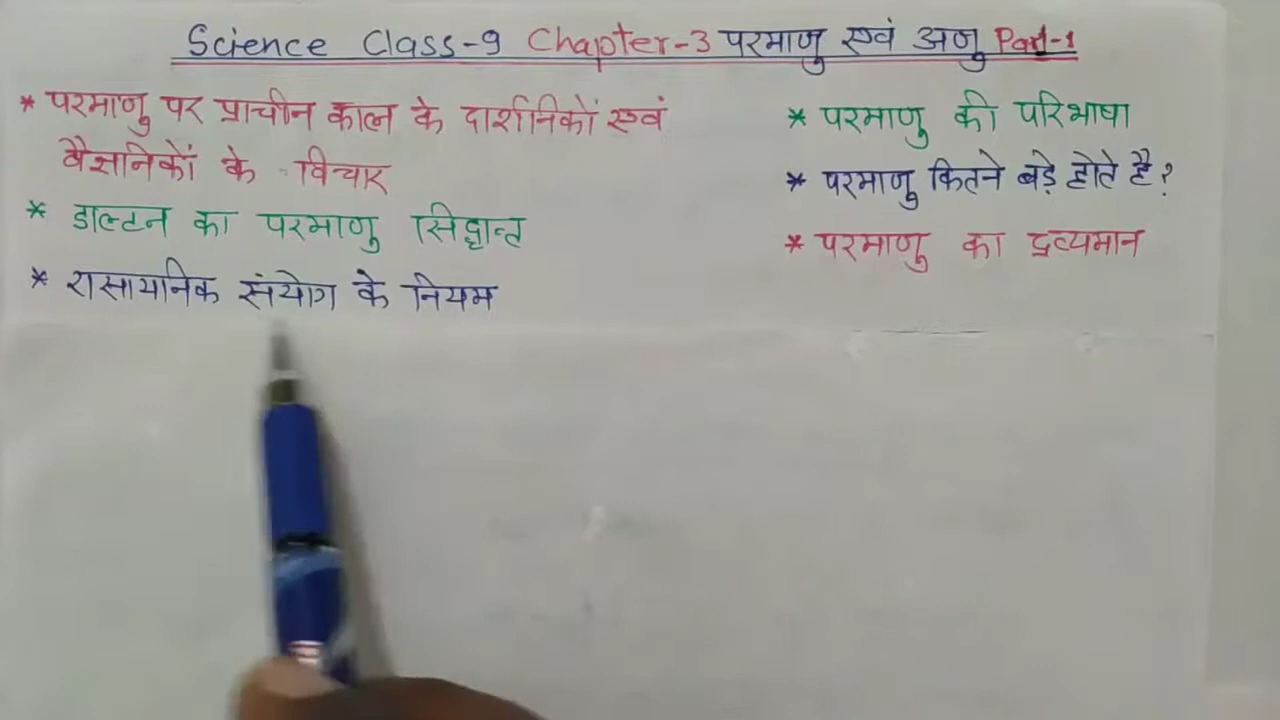 Science Class-9 Chapter-3 परमाणु एवं अणु Part-1
* परमाणु पर प्राचीन काल के दार्शनिकों एवं
वैज्ञानिकों के विचार
* डाल्टन का परमाणु सिद्धान्त
* रासायनिक संयोग के नियम
* परमाणु की परिभाषा
* परमाणु कितने बड़े होते है?
* परमाणु का द्रव्यमान